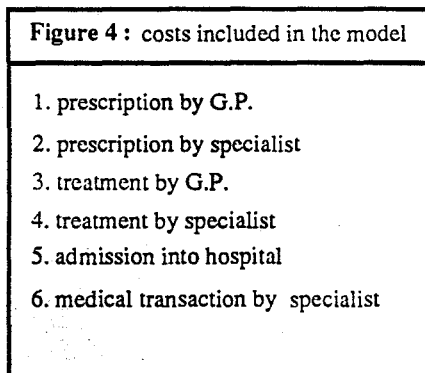 Figure 4 : costs included in the model
1. prescription by G.P.
2. prescription by specialist
3. treatment by G.P.
4. treatment by specialist
5. admission into hospital
6. medical transaction by specialist